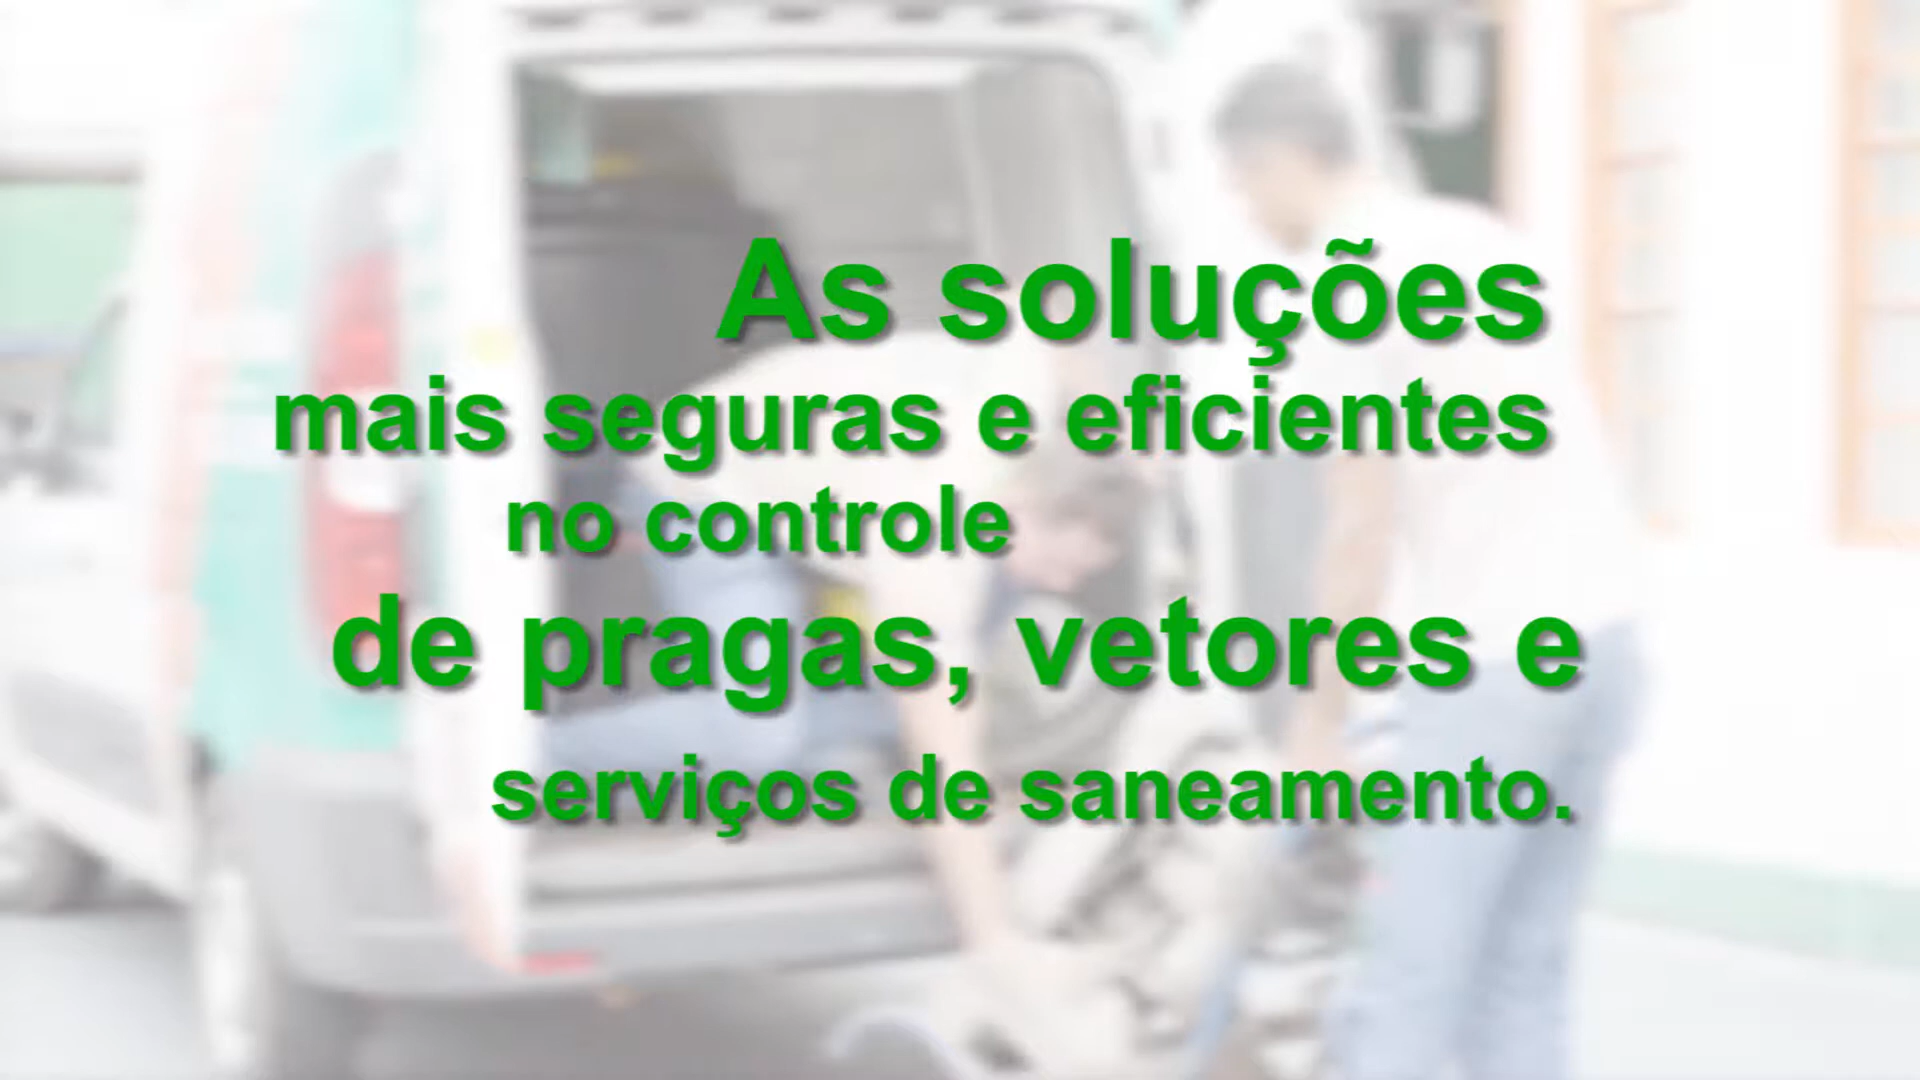 As soluções
mais seguras e eficientes
no controle
de pragas, vetores e
serviços de saneamento.